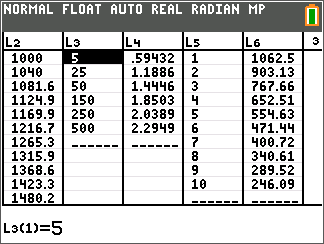 NORMAL FLOAT AUTO REAL RADIAN MP
L2 L3 L4 L5 L6 3
1000 5 .59432 1 1062.5
1040 25 1.1886 2 903.13
1081.6 50 1.4446 3 767.66
1124.9 150 1.8503 4 652.51
1169.9 250 2.0389 5 554.63
1216.7 500 2.2949 6 471.44
1265.3 ------ ------ 7 400.72
1315.9 8 340.61
1368.6 9 289.52
1423.3 10 246.09
1480.2 ------ ------
L3(1)=5